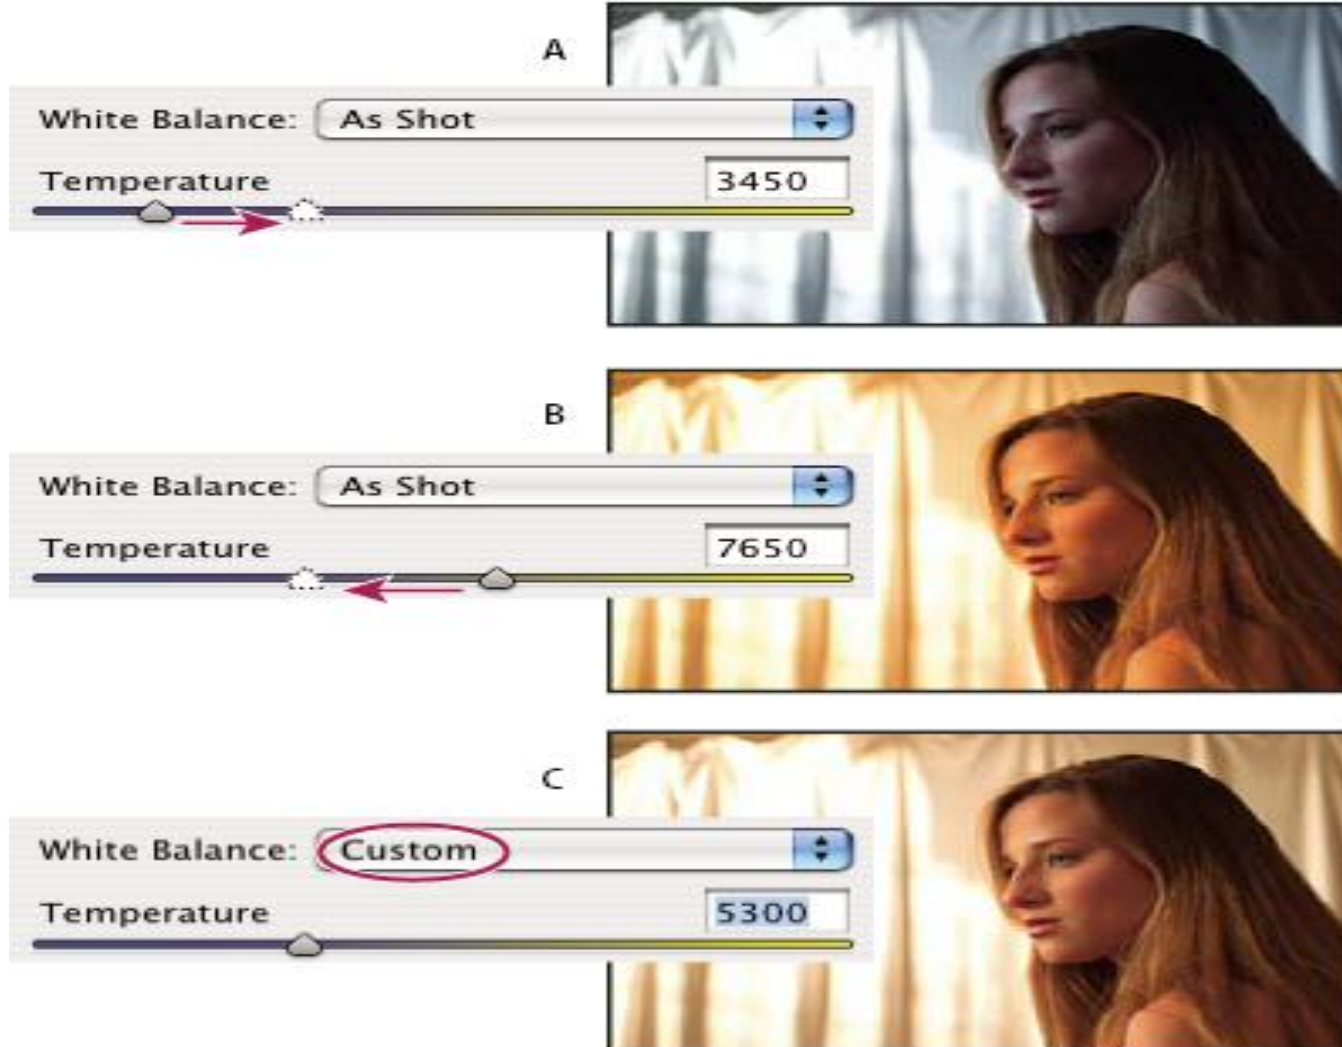 A
White Balance: As Shot
Temperature 3450
B
White Balance: As Shot
Temperature 7650
C
White Balance: Custom
Temperature 5300